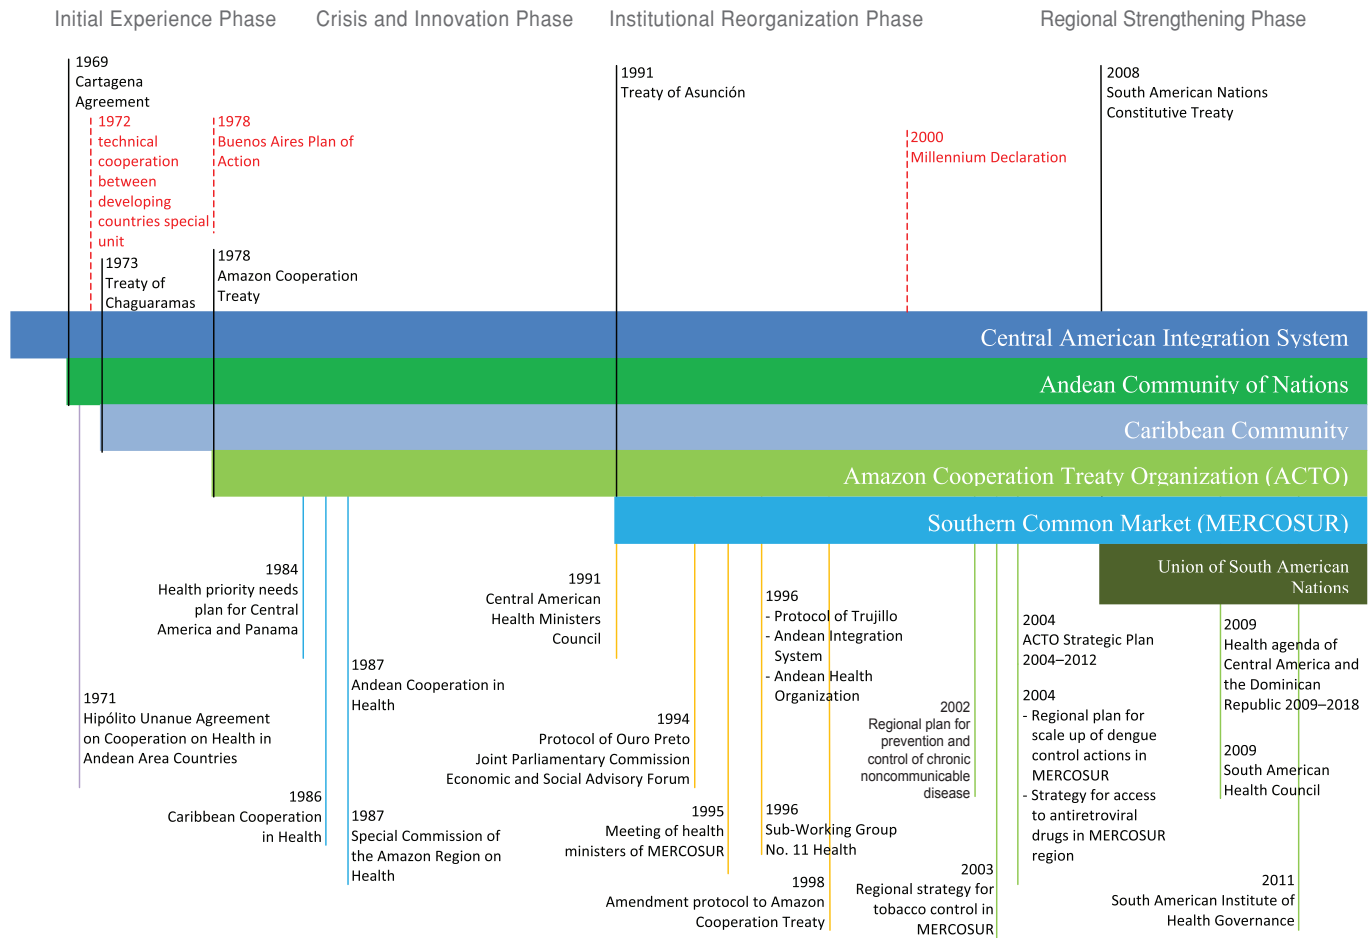 Initial Experience Phase
Crisis and Innovation Phase
Institutional Reorganization Phase
Regional Strengthening Phase
1969
Cartagena
Agreement
1972
technical
cooperation
between
developing
countries special
unit
1978
Buenos Aires Plan of
Action
1973
Treaty of
Chaguaramas
1978
Amazon Cooperation
Treaty
1991
Treaty of Asunción
2000
Millennium Declaration
2008
South American Nations
Constitutive Treaty
Central American Integration System
Andean Community of Nations
Caribbean Community
Amazon Cooperation Treaty Organization (ACTO)
Southern Common Market (MERCOSUR)
Union of South American
Nations
1984
Health priority needs
plan for Central
America and Panama
1971
Hipólito Unanue Agreement
on Cooperation on Health in
Andean Area Countries
1986
Caribbean Cooperation
in Health
1987
Andean Cooperation in
Health
1987
Special Commission of
the Amazon Region on
Health
1991
Central American
Health Ministers
Council
1994
Protocol of Ouro Preto
Joint Parliamentary Commission
Economic and Social Advisory Forum
1995
Meeting of health
ministers of MERCOSUR
1996
- Protocol of Trujillo
- Andean Integration
System
- Andean Health
Organization
1996
Sub-Working Group
No. 11 Health
1998
Amendment protocol to Amazon
Cooperation Treaty
2002
Regional plan for
prevention and
control of chronic
noncommunicable
disease
2003
Regional strategy for
tobacco control in
MERCOSUR
2004
ACTO Strategic Plan
2004–2012
2004
- Regional plan for
scale up of dengue
control actions in
MERCOSUR
- Strategy for access
to antiretroviral
drugs in MERCOSUR
region
2009
Health agenda of
Central America and
the Dominican
Republic 2009–2018
2009
South American
Health Council
2011
South American Institute of
Health Governance